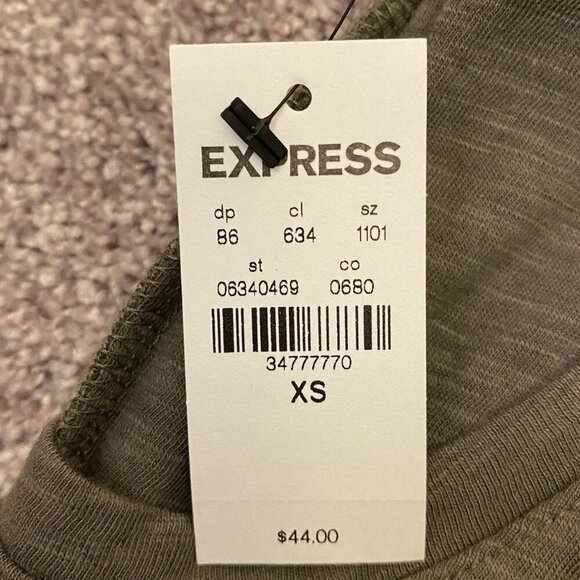 EXPRESS
dp cl sz
86 634 1101
st co
06340469 0680
34777770
XS
$44.00